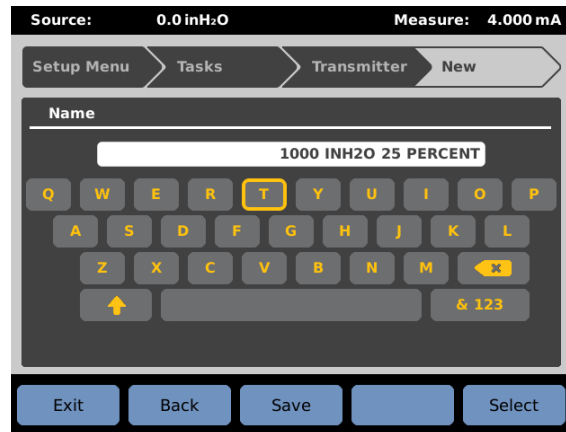 Source: 0.0 inH₂O Measure: 4.000 mA
Setup Menu Tasks Transmitter New
Name
1000 INH2O 25 PERCENT
Q W E R T Y U I O P
A S D F G H J K L
Z X C V B N M
& 123
Exit Back Save Select